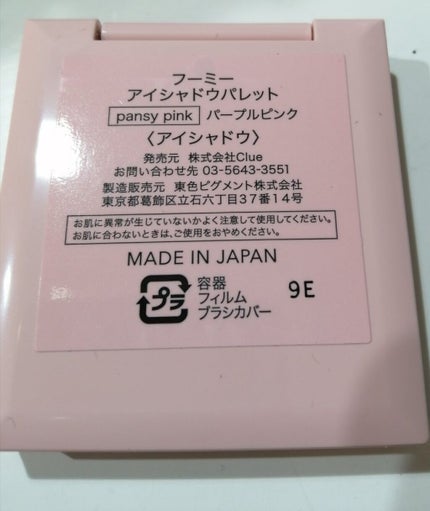 フーミー
アイシャドウパレット
pansy pink パープルピンク
〈アイシャドウ〉
発売元 株式会社Clue
お問い合わせ先 03-5643-3551
製造販売元 東色ピグメント株式会社
東京都葛飾区立石六丁目37番14号
お肌に異常が生じていないかよく注意して使用してください。
お肌に合わないときは、ご使用をおやめください。
MADE IN JAPAN
プラ
容器
フィルム
ブラシカバー
9E